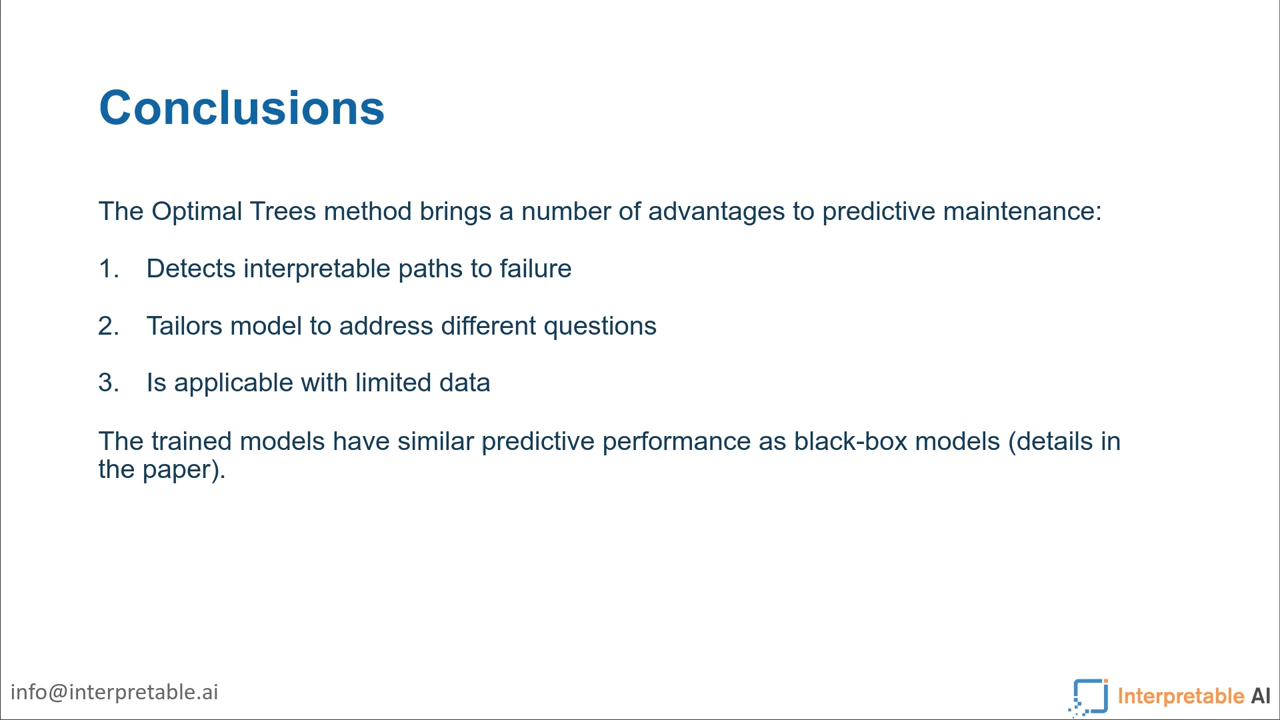 Conclusions
The Optimal Trees method brings a number of advantages to predictive maintenance:
1. Detects interpretable paths to failure
2. Tailors model to address different questions
3. Is applicable with limited data
The trained models have similar predictive performance as black-box models (details in
the paper).
info@interpretable.ai
Interpretable AI